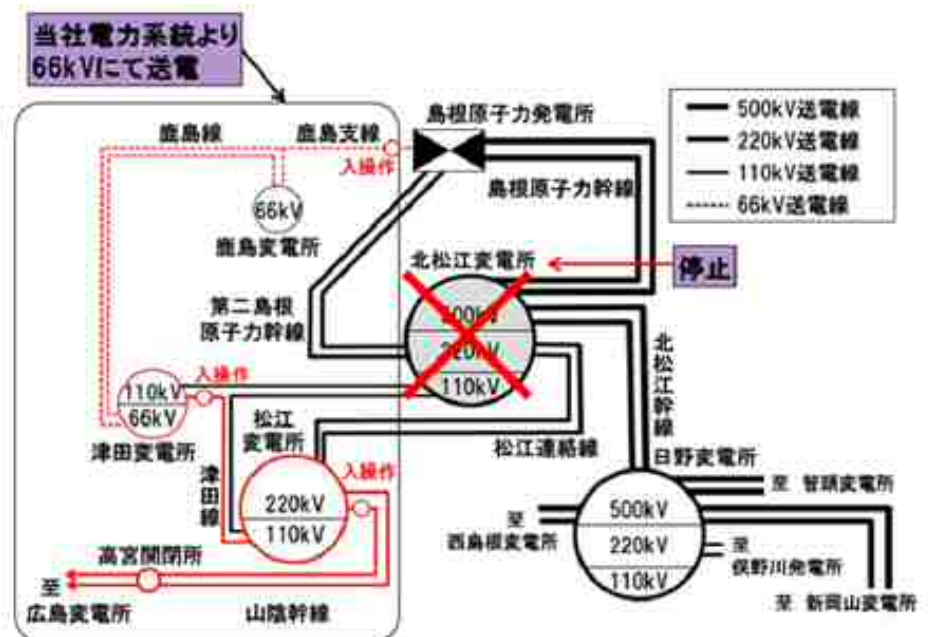 当社電力系統より
66kVにて送電
鹿島線
鹿島支線
入操作
島根原子力発電所
500kV送電線
220kV送電線
110kV送電線
66kV送電線
島根原子力幹線
66kV
鹿島変電所
北松江変電所
停止
第二島根
原子力幹線
500kV
220kV
110kV
北松江幹線
110kV
66kV
入操作
津田変電所
松江
変電所
松江連絡線
日野変電所
津田線
入操作
220kV
110kV
至 智頭変電所
500kV
220kV
110kV
至
西島根変電所
至
俣野川発電所
高宮開閉所
至
広島変電所
山陰幹線
至 新岡山変電所